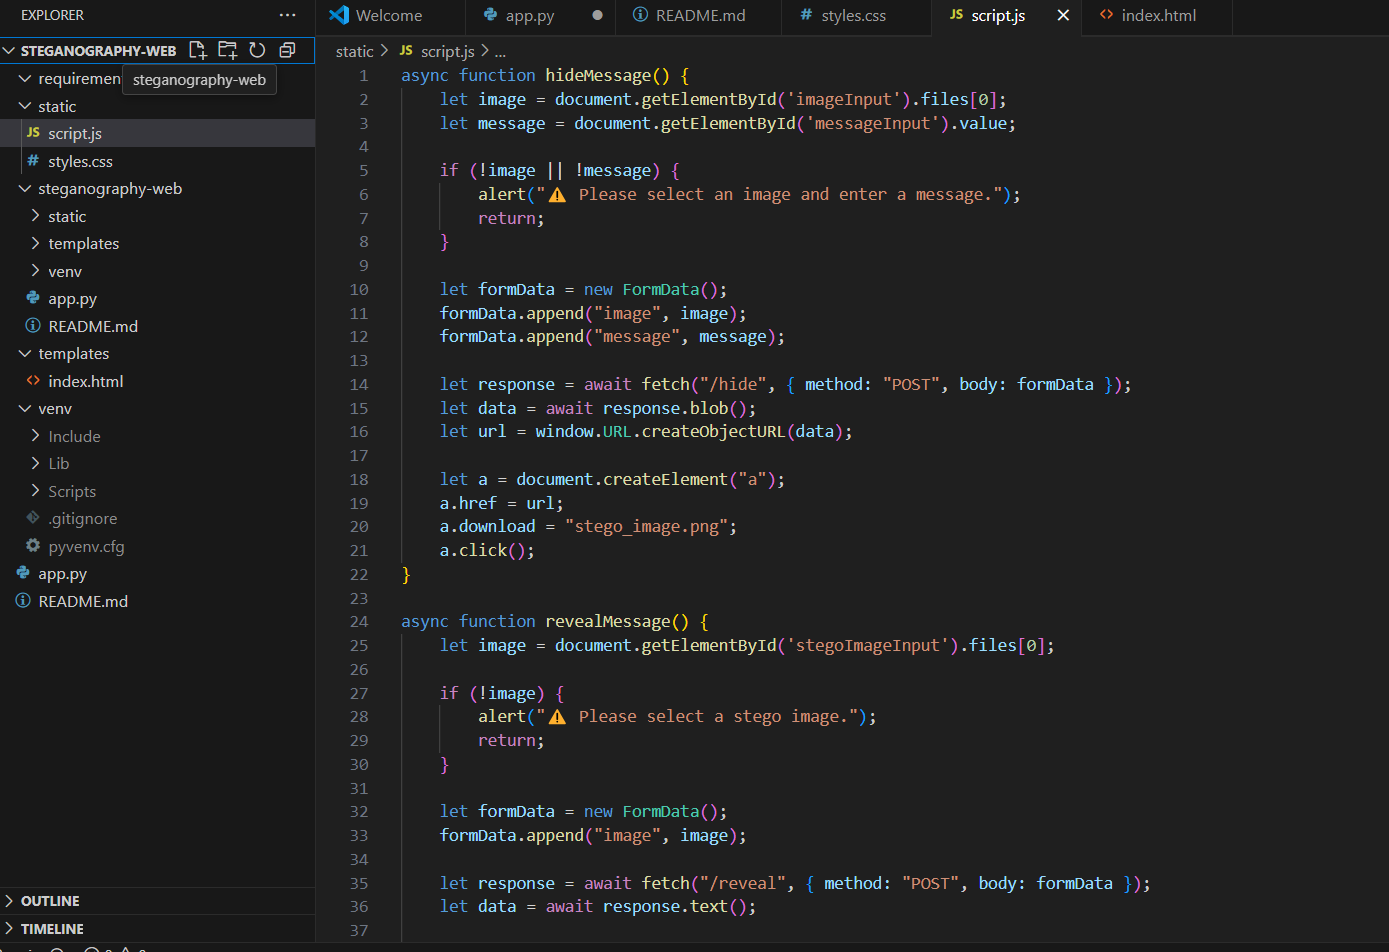 EXPLORER ...
STEGANOGRAPHY-WEB
requiremen
steganography-web
static
JS script.js
# styles.css
steganography-web
static
templates
venv
app.py
README.md
templates
<> index.html
venv
Include
Lib
Scripts
.gitignore
pyvenv.cfg
app.py
README.md
OUTLINE
TIMELINE
Welcome
app.py
README.md
# styles.css
JS script.js
<> index.html
static > JS script.js > ...
1 async function hideMessage() {
2     let image = document.getElementById('imageInput').files[0];
3     let message = document.getElementById('messageInput').value;
4
5     if (!image || !message) {
6         alert("⚠️ Please select an image and enter a message.");
7         return;
8     }
9
10     let formData = new FormData();
11     formData.append("image", image);
12     formData.append("message", message);
13
14     let response = await fetch("/hide", { method: "POST", body: formData });
15     let data = await response.blob();
16     let url = window.URL.createObjectURL(data);
17
18     let a = document.createElement("a");
19     a.href = url;
20     a.download = "stego_image.png";
21     a.click();
22 }
23
24 async function revealMessage() {
25     let image = document.getElementById('stegoImageInput').files[0];
26
27     if (!image) {
28         alert("⚠️ Please select a stego image.");
29         return;
30     }
31
32     let formData = new FormData();
33     formData.append("image", image);
34
35     let response = await fetch("/reveal", { method: "POST", body: formData });
36     let data = await response.text();
37